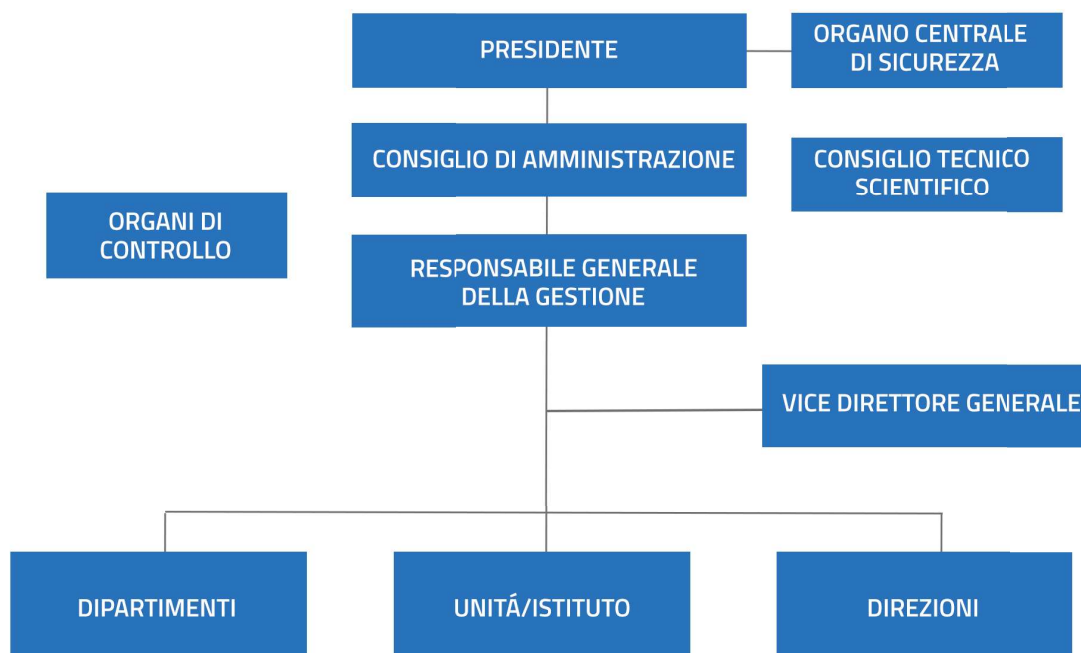 PRESIDENTE
ORGANO CENTRALE
DI SICUREZZA
CONSIGLIO DI AMMINISTRAZIONE
CONSIGLIO TECNICO
SCIENTIFICO
ORGANI DI
CONTROLLO
RESPONSABILE GENERALE
DELLA GESTIONE
VICE DIRETTORE GENERALE
DIPARTIMENTI
UNITÁ/ISTITUTO
DIREZIONI